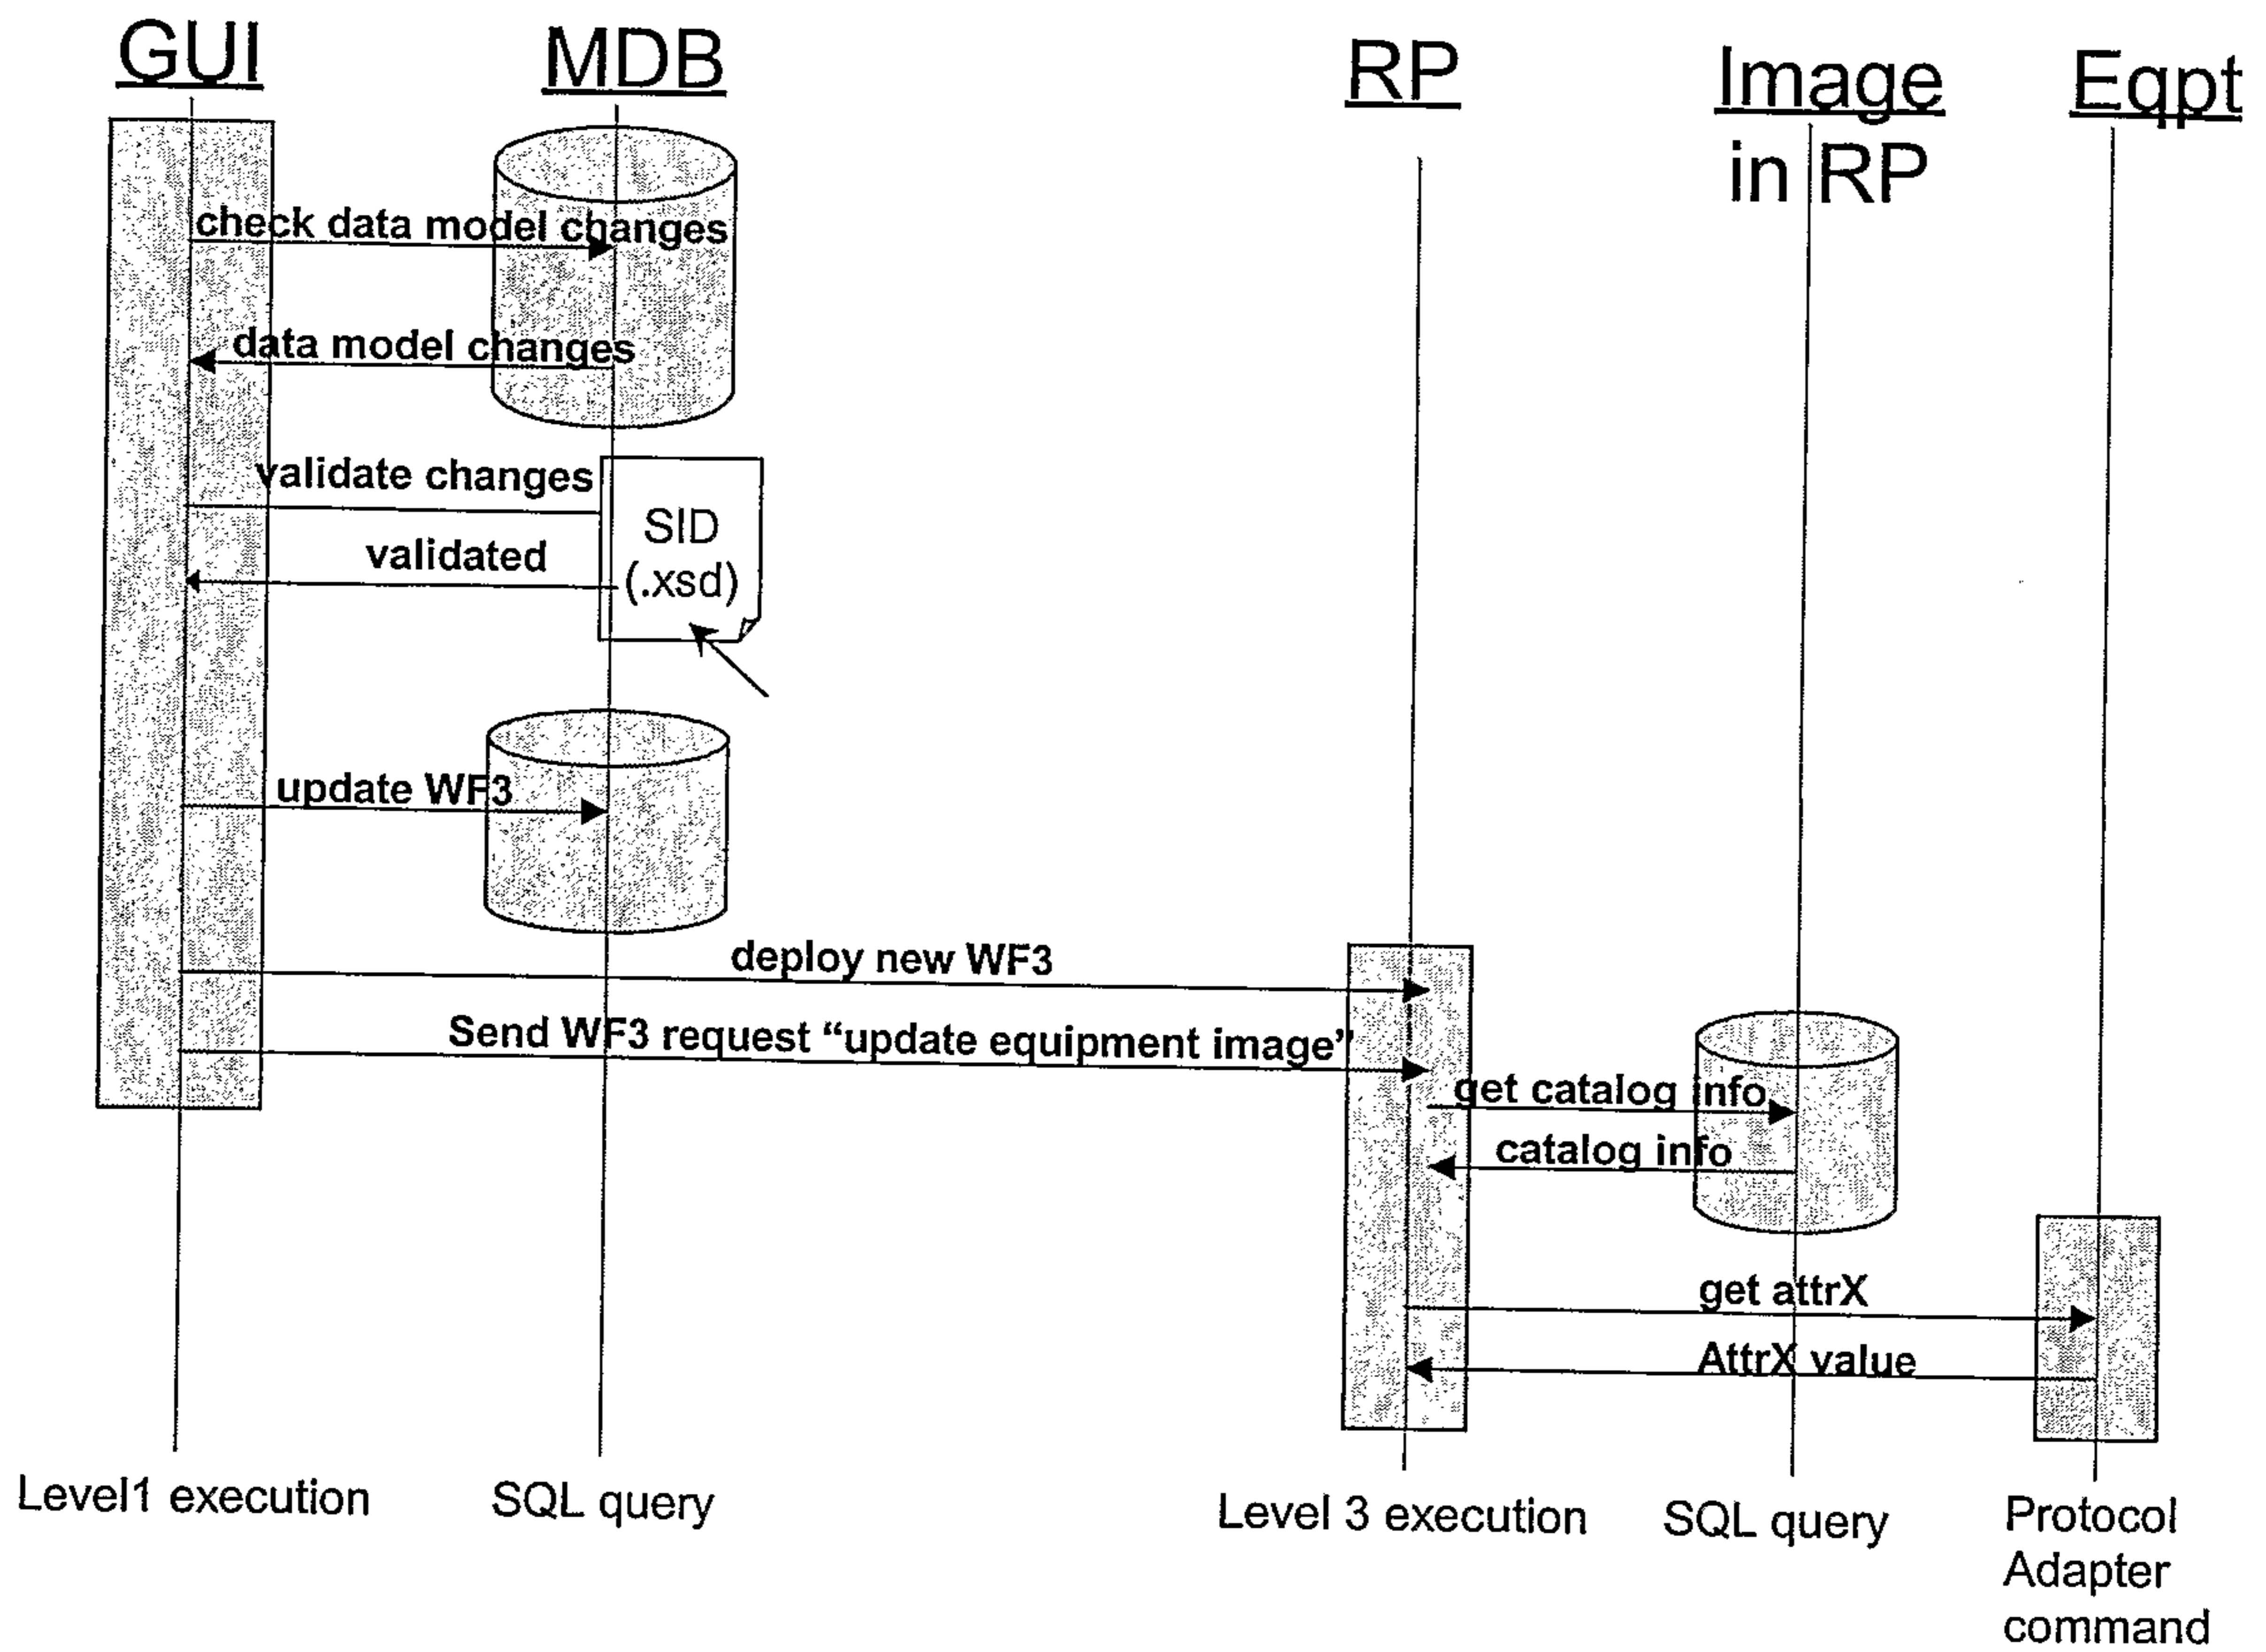 GUI
MDB
RP
Image
in RP
Eqpt
check data model changes
data model changes
validate changes
SID
(.xsd)
validated
update WF3
deploy new WF3
Send WF3 request “update equipment image”
get catalog info
catalog info
get attrX
AttrX value
Level1 execution
SQL query
Level 3 execution
SQL query
Protocol
Adapter
command